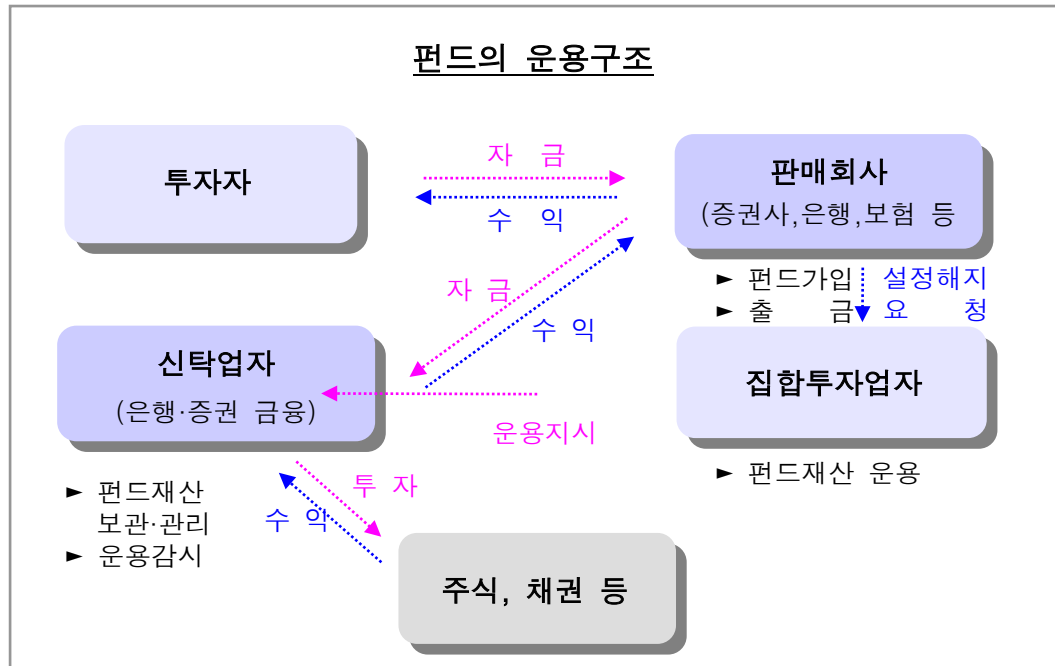 펀드의 운용구조
투자자
자 금
수 익
판매회사
(증권사,은행,보험 등
► 펀드가입
► 출 금
설정해지
요 청
자 금
수 익
신탁업자
(은행·증권 금융)
집합투자업자
운용지시
► 펀드재산 운용
► 펀드재산
보관·관리
► 운용감시
투 자
수 익
주식, 채권 등